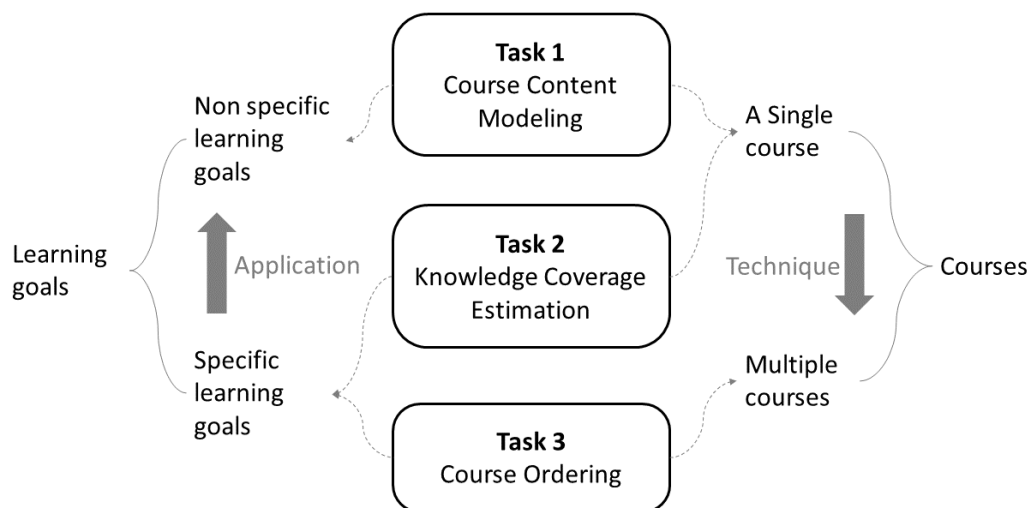 Task 1
Course Content
Modeling
Non specific
learning
goals
A Single
course
Learning
goals
Application
Task 2
Knowledge Coverage
Estimation
Technique
Courses
Specific
learning
goals
Multiple
courses
Task 3
Course Ordering